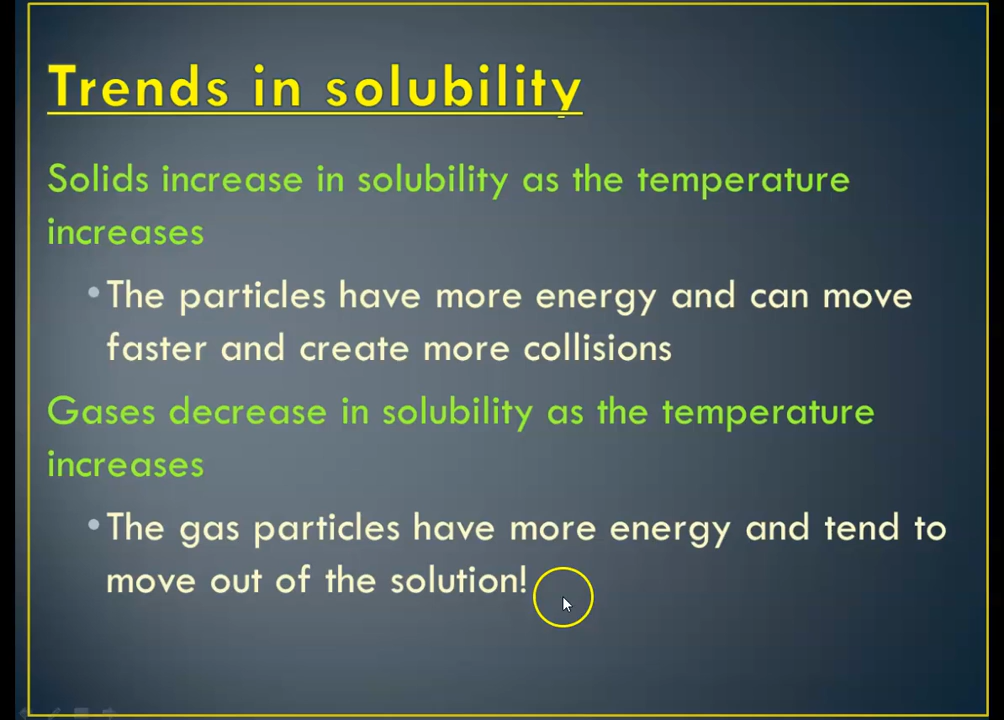 Trends in solubility
Solids increase in solubility as the temperature
increases
•The particles have more energy and can move
faster and create more collisions
Gases decrease in solubility as the temperature
increases
•The gas particles have more energy and tend to
move out of the solution!